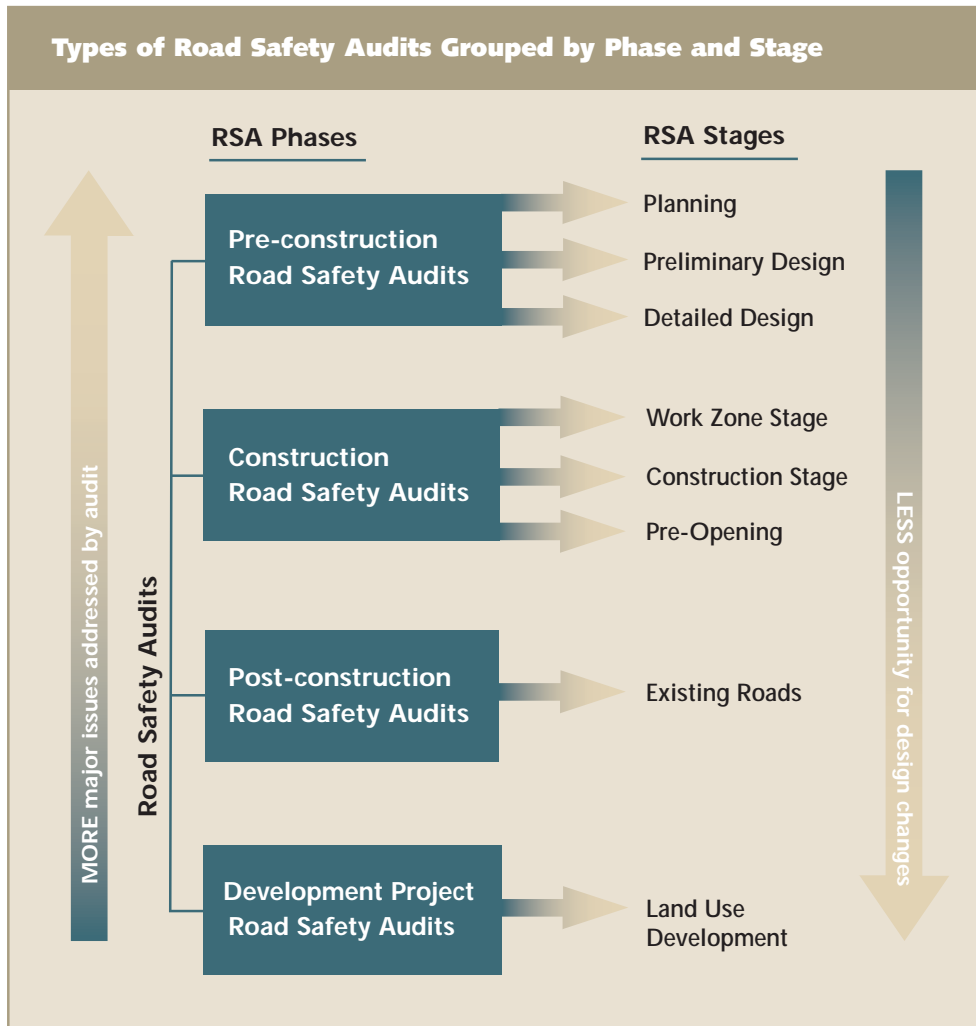 Types of Road Safety Audits Grouped by Phase and Stage
RSA Phases
RSA Stages
MORE major issues addressed by audit
Road Safety Audits
Pre-construction
Road Safety Audits
Planning
Preliminary Design
Detailed Design
Construction
Road Safety Audits
Work Zone Stage
Construction Stage
Pre-Opening
Post-construction
Road Safety Audits
Existing Roads
Development Project
Road Safety Audits
Land Use
Development
LESS opportunity for design changes